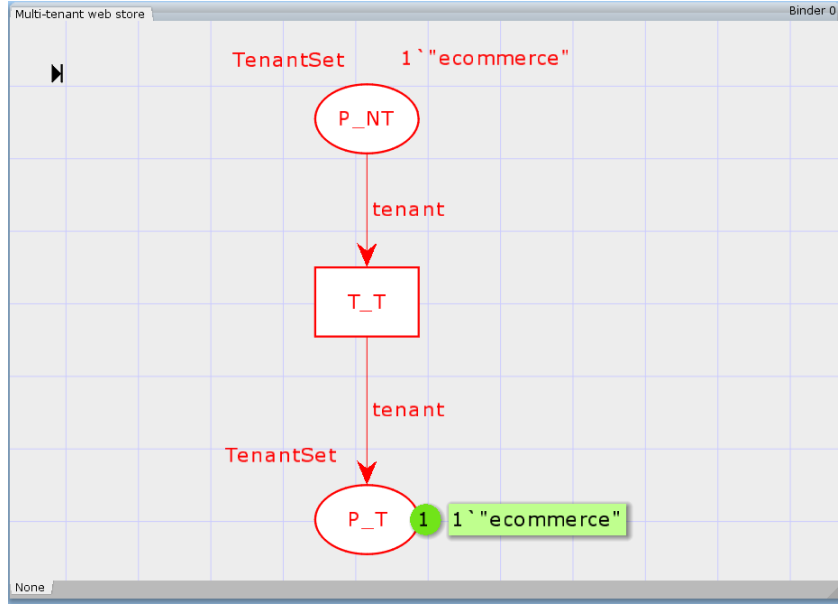 Multi-tenant web store
Binder 0
TenantSet
1`"ecommerce"
P_NT
tenant
T_T
tenant
TenantSet
P_T
1
1`"ecommerce"
None